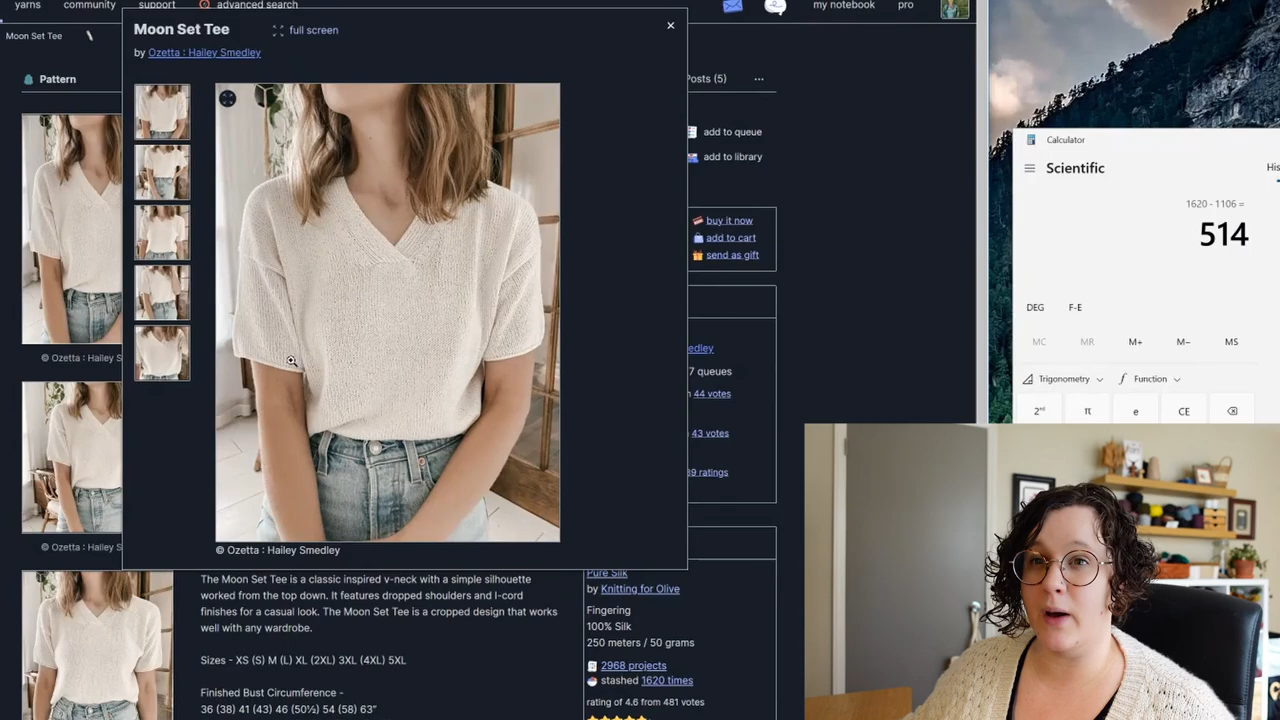 yarns community support advanced search my notebook pro
Moon Set Tee
Pattern
Moon Set Tee full screen ×
by Ozetta : Hailey Smedley
© Ozetta : Hailey Smedley
© Ozetta : Hailey S
© Ozetta : Hailey S
Posts (5) ...
add to queue
add to library
buy it now
add to cart
send as gift
medley
7 queues
44 votes
43 votes
39 ratings
The Moon Set Tee is a classic inspired v-neck with a simple silhouette
worked from the top down. It features dropped shoulders and I-cord
finishes for a casual look. The Moon Set Tee is a cropped design that works
well with any wardrobe.
Sizes - XS (S) M (L) XL (2XL) 3XL (4XL) 5XL
Finished Bust Circumference -
36 (38) 41 (43) 46 (50½) 54 (58) 63”
Pure Silk
by Knitting for Olive
Fingering
100% Silk
250 meters / 50 grams
2968 projects
stashed 1620 times
rating of 4.6 from 481 votes
Calculator
Scientific
His
1620 - 1106 =
514
DEG F-E
MC MR M+ M− MS
Trigonometry Function
2ⁿᵈ π e CE